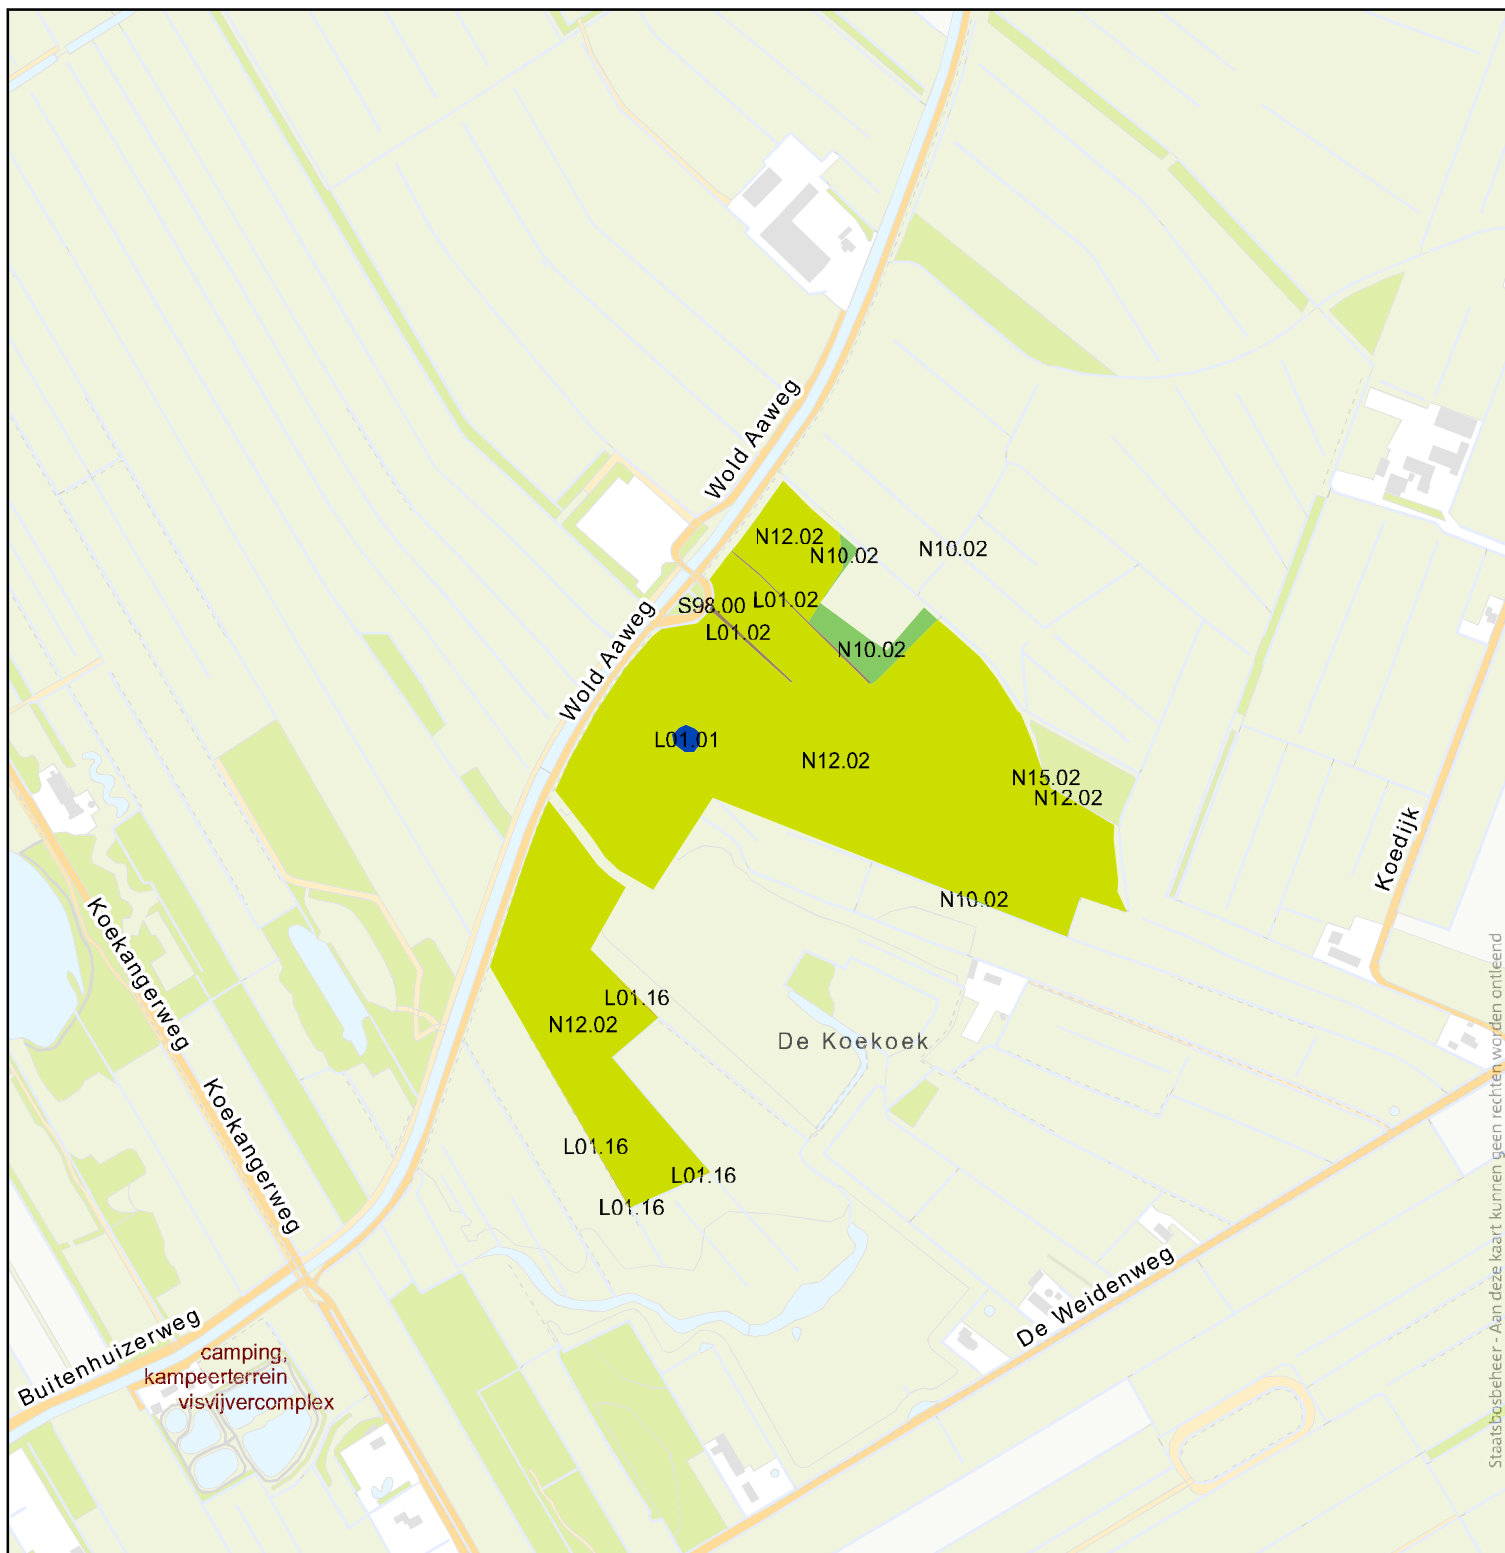 Wold Aaweg
N12.02
N10.02
N10.02
S98.00
L01.02
L01.02
N10.02
Wold Aaweg
L01.01
N12.02
N15.02
N12.02
Koedijk
N10.02
Koekangerweg
L01.16
N12.02
De Koekoek
Koekangerweg
L01.16
L01.16
L01.16
De Weidenweg
Buitenhuizerweg
camping,
kampeerterrein
visvijvercomplex
Staatsbosbeheer - Aan deze kaart kunnen geen rechten worden ontleend